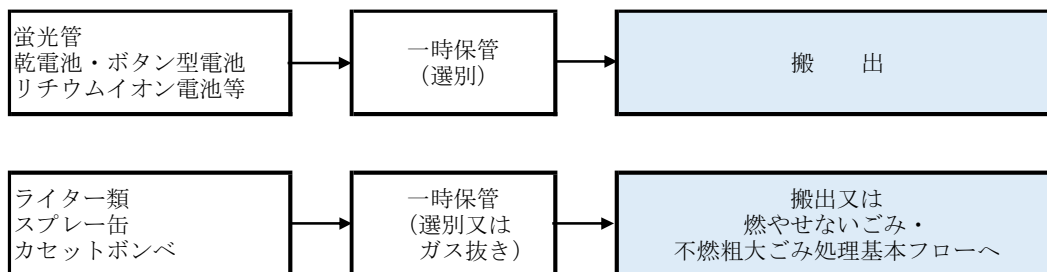 蛍光管
乾電池・ボタン型電池
リチウムイオン電池等
一時保管
(選別)
搬　出
ライター類
スプレー缶
カセットボンベ
一時保管
(選別又は
ガス抜き)
搬出又は
燃やせないごみ・
不燃粗大ごみ処理基本フローへ